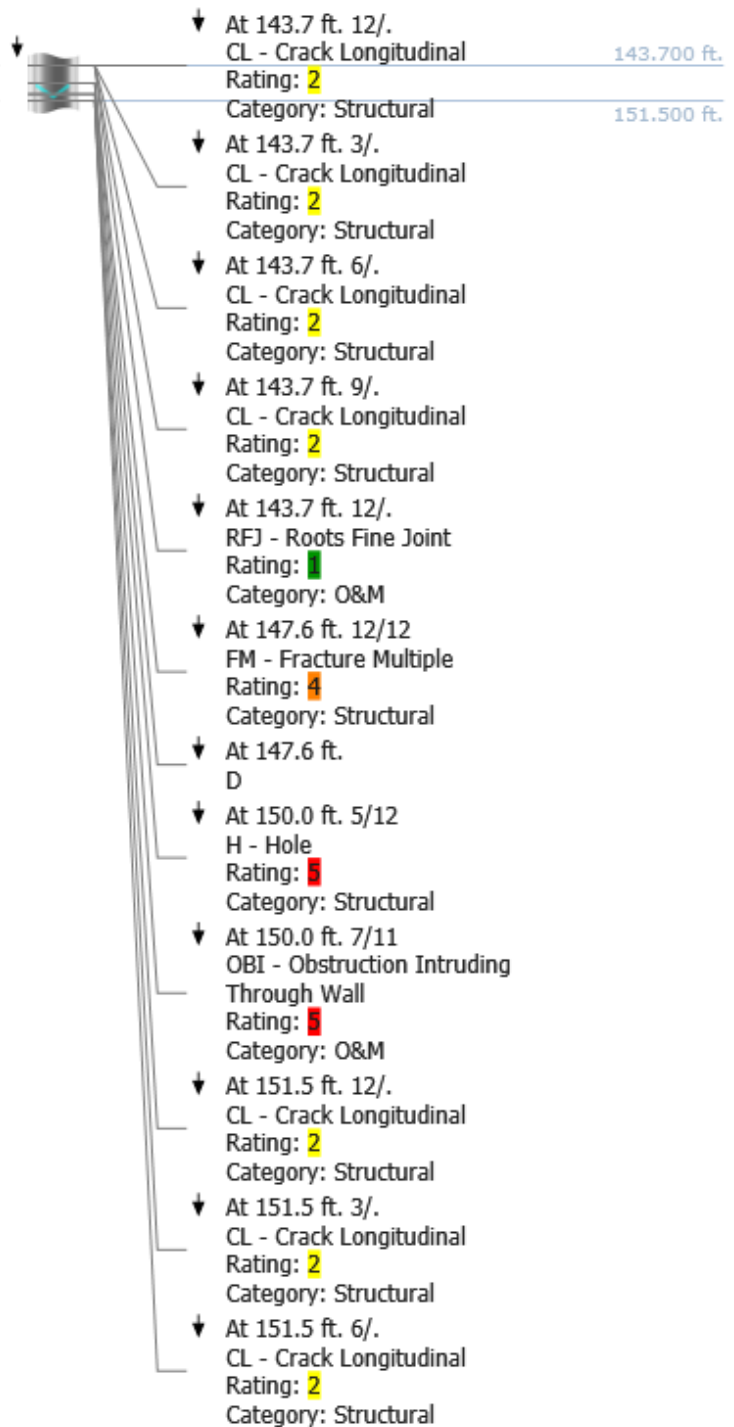 At 143.7 ft. 12/.
CL - Crack Longitudinal
143.700 ft.
Rating: 2
Category: Structural
151.500 ft.
At 143.7 ft. 3/.
CL - Crack Longitudinal
Rating: 2
Category: Structural
At 143.7 ft. 6/.
CL - Crack Longitudinal
Rating: 2
Category: Structural
At 143.7 ft. 9/.
CL - Crack Longitudinal
Rating: 2
Category: Structural
At 143.7 ft. 12/.
RFJ - Roots Fine Joint
Rating: 1
Category: O&M
At 147.6 ft. 12/12
FM - Fracture Multiple
Rating: 4
Category: Structural
At 147.6 ft.
D
At 150.0 ft. 5/12
H - Hole
Rating: 5
Category: Structural
At 150.0 ft. 7/11
OBI - Obstruction Intruding
Through Wall
Rating: 5
Category: O&M
At 151.5 ft. 12/.
CL - Crack Longitudinal
Rating: 2
Category: Structural
At 151.5 ft. 3/.
CL - Crack Longitudinal
Rating: 2
Category: Structural
At 151.5 ft. 6/.
CL - Crack Longitudinal
Rating: 2
Category: Structural